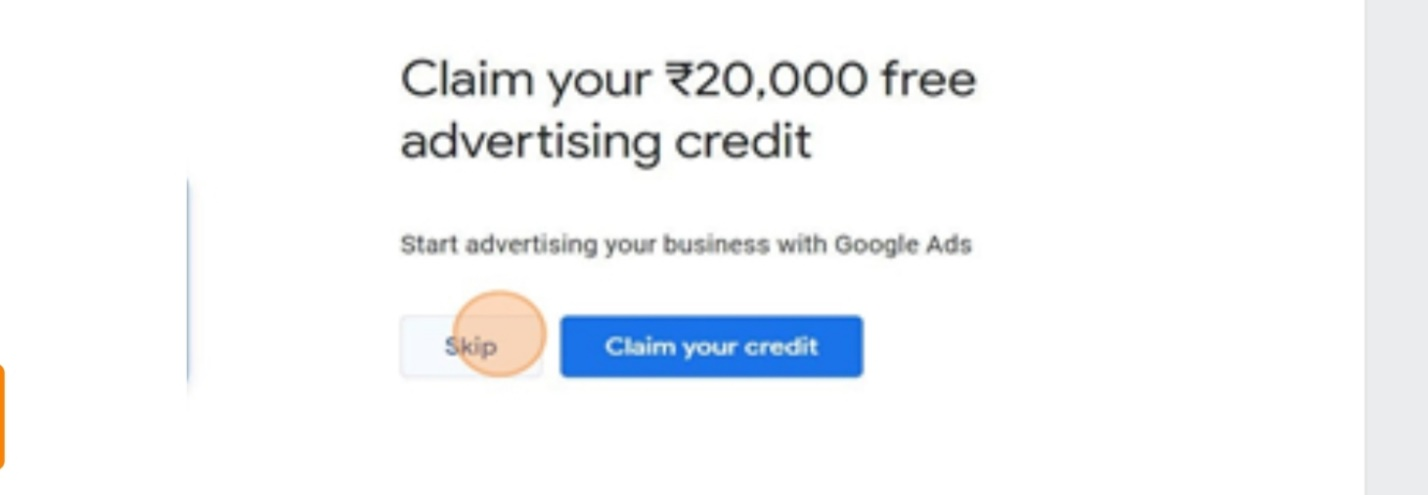 Claim your ₹20,000 free
advertising credit
Start advertising your business with Google Ads
Skip
Claim your credit